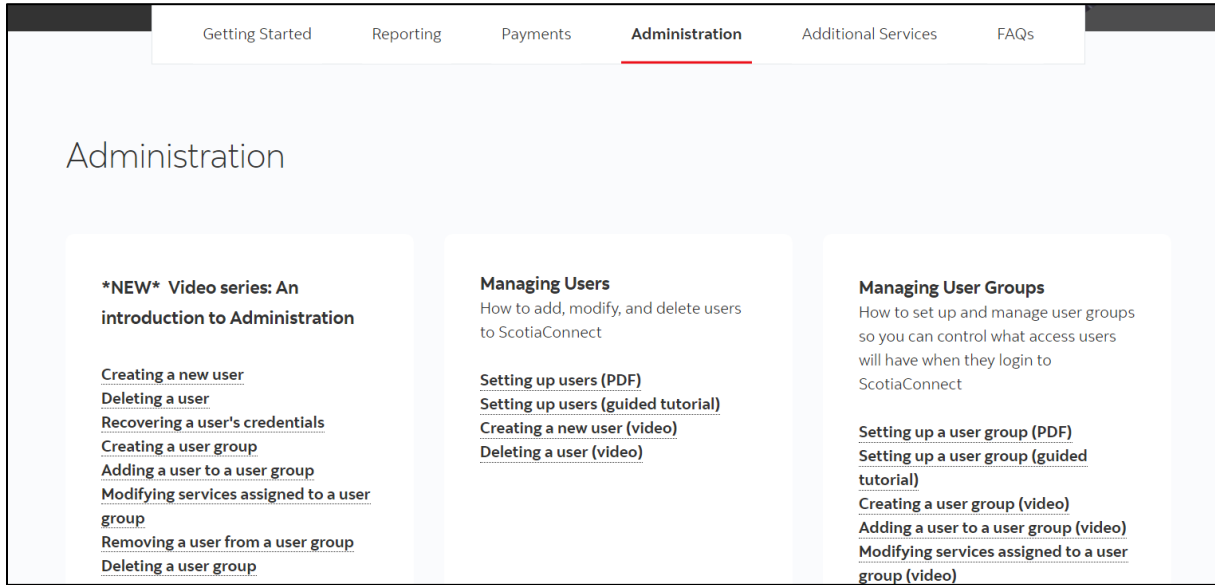 Getting Started Reporting Payments Administration Additional Services FAQs
Administration
*NEW* Video series: An
introduction to Administration
Creating a new user
Deleting a user
Recovering a user's credentials
Creating a user group
Adding a user to a user group
Modifying services assigned to a user
group
Removing a user from a user group
Deleting a user group
Managing Users
How to add, modify, and delete users
to ScotiaConnect
Setting up users (PDF)
Setting up users (guided tutorial)
Creating a new user (video)
Deleting a user (video)
Managing User Groups
How to set up and manage user groups
so you can control what access users
will have when they login to
ScotiaConnect
Setting up a user group (PDF)
Setting up a user group (guided
tutorial)
Creating a user group (video)
Adding a user to a user group (video)
Modifying services assigned to a user
group (video)